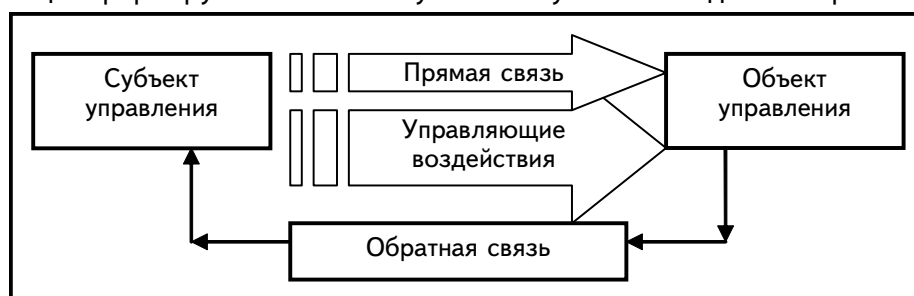 Субъект
управления
Прямая связь
Управляющие
воздействия
Объект
управления
Обратная связь